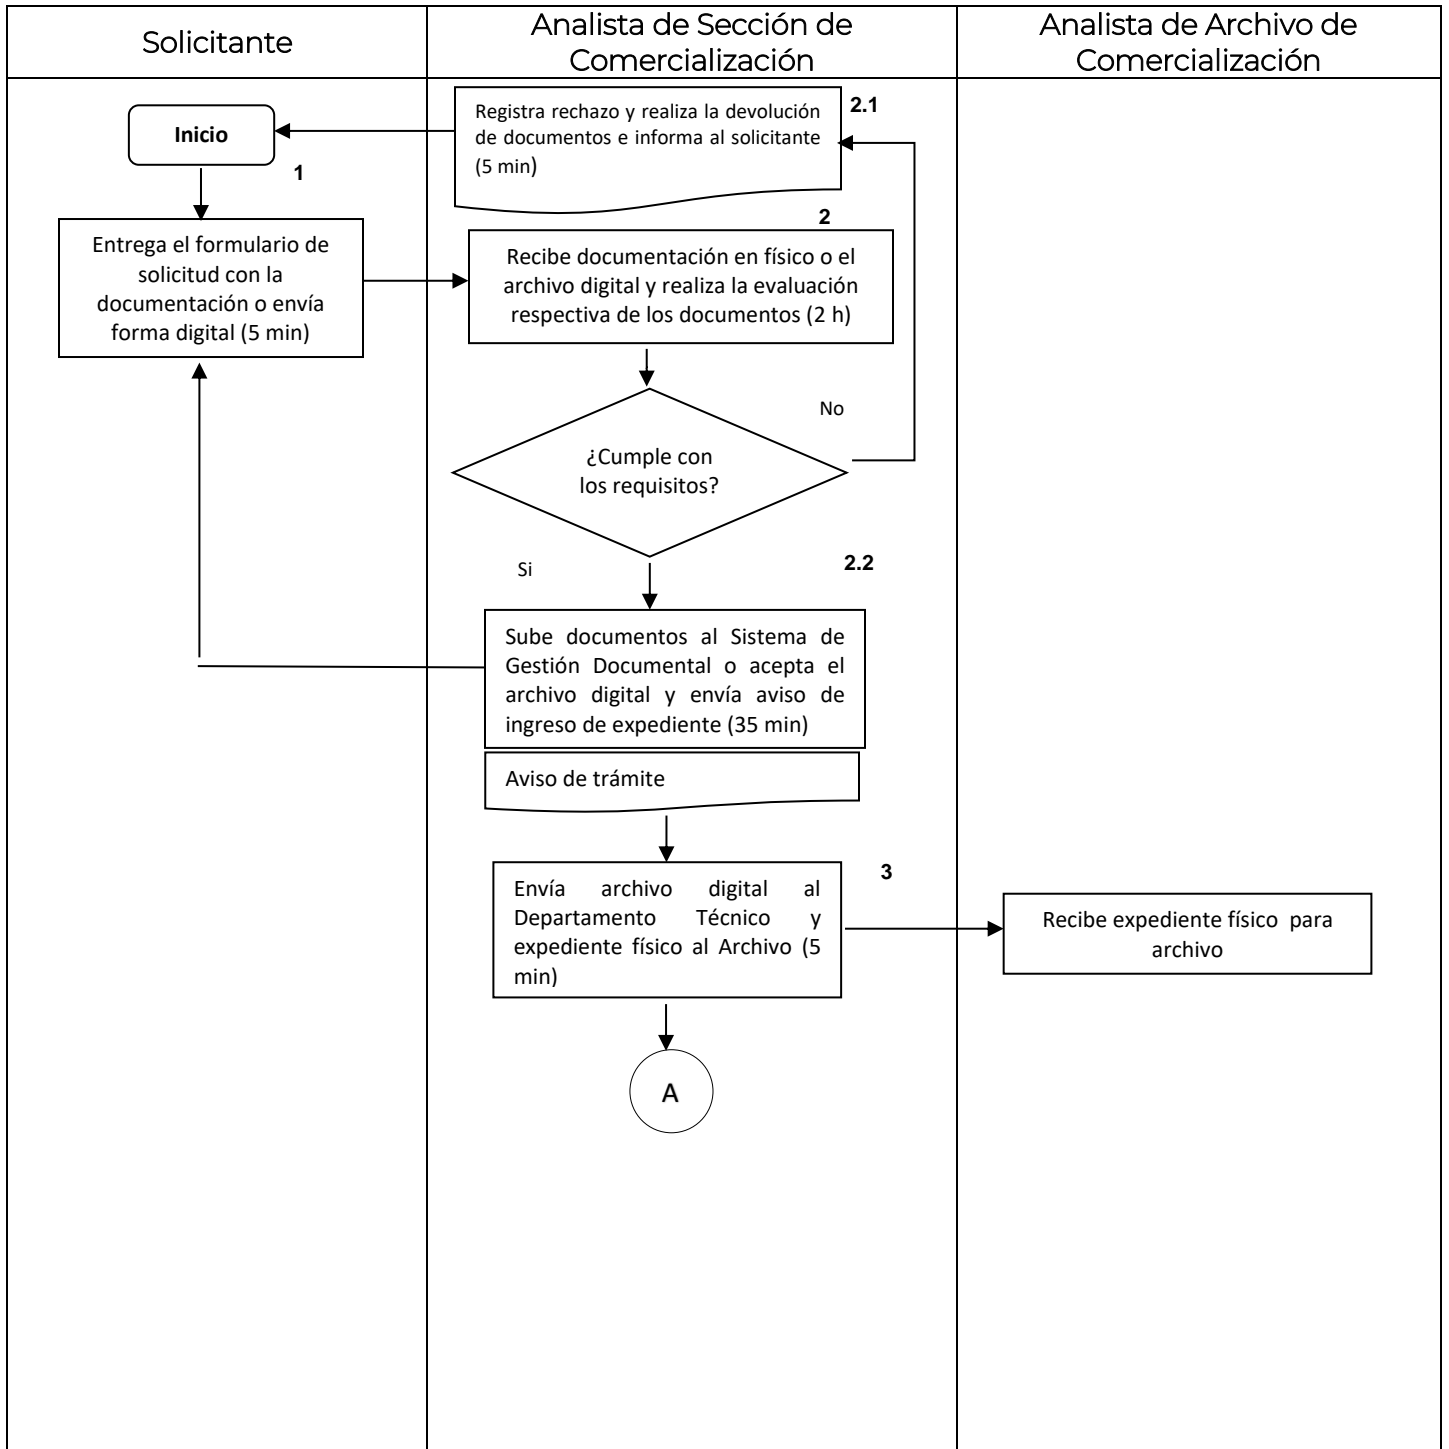 Solicitante
Analista de Sección de
Comercialización
Analista de Archivo de
Comercialización
Inicio
1
Registra rechazo y realiza la devolución
de documentos e informa al solicitante
(5 min)
2.1
Entrega el formulario de
solicitud con la
documentación o envía
forma digital (5 min)
2
Recibe documentación en físico o el
archivo digital y realiza la evaluación
respectiva de los documentos (2 h)
No
¿Cumple con
los requisitos?
Si
2.2
Sube documentos al Sistema de
Gestión Documental o acepta el
archivo digital y envía aviso de
ingreso de expediente (35 min)
Aviso de trámite
3
Envía archivo digital al
Departamento Técnico y
expediente físico al Archivo (5
min)
Recibe expediente físico para
archivo
A